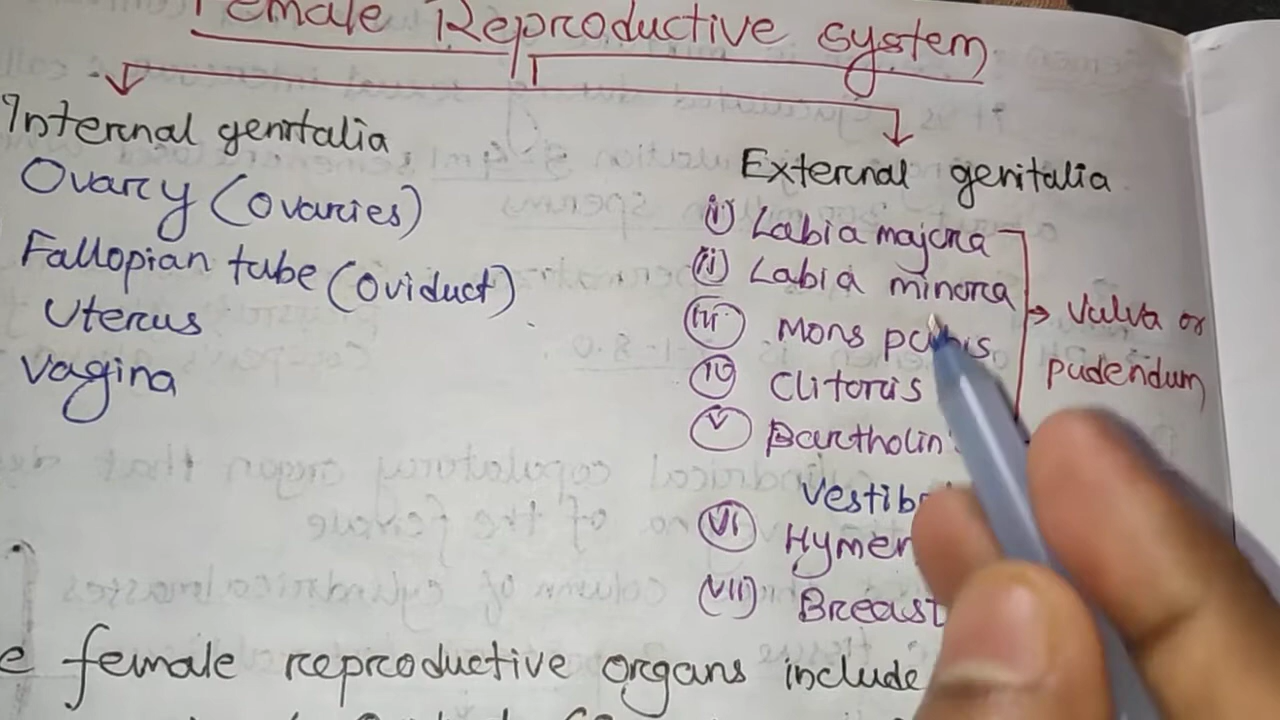 Female Reproductive system
Internal genitalia
Ovary (ovaries)
Fallopian tube (oviduct)
Uterus
Vagina
External genitalia
(i) Labia majora
(ii) Labia minora
(iii) Mons pubis
(iv) Clitoris
(v) Bartholin
Vestib
(vi) Hymen
(vii) Breast
Vulva or
pudendum
female reproductive organs include